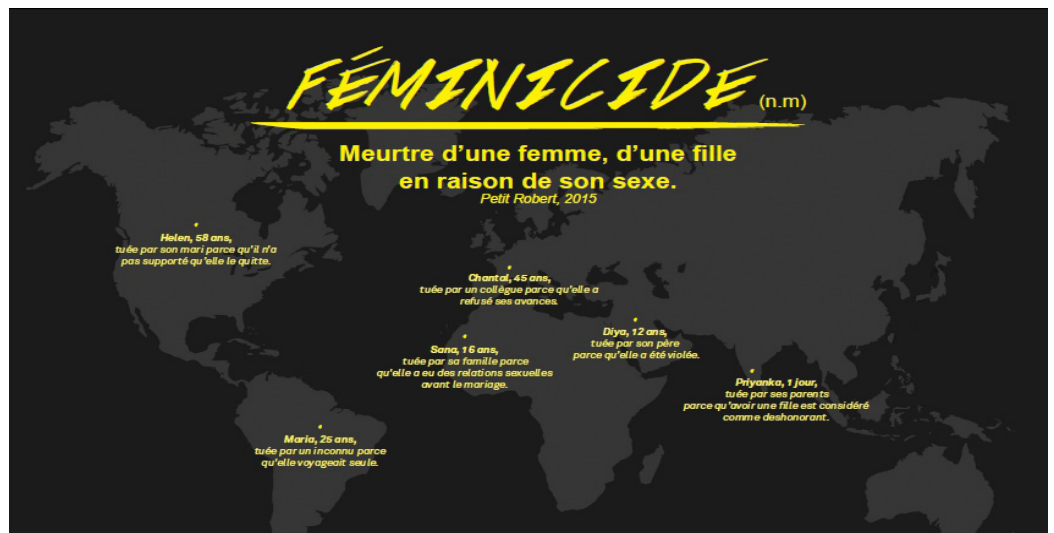 FÉMINICIDE (n.m)
Meurtre d'une femme, d'une fille
en raison de son sexe.
Petit Robert, 2015
Helen, 58 ans,
tuée par son mari parce qu'il n'a
pas supporté qu'elle le quitte.
Chantal, 45 ans,
tuée par un collègue parce qu'elle a
refusé ses avances.
Diya, 12 ans,
tuée par son père
parce qu'elle a été violée.
Sana, 16 ans,
tuée par sa famille parce
qu'elle a eu des relations sexuelles
avant le mariage.
Priyanka, 1 jour,
tuée par ses parents
parce qu'avoir une fille est considéré
comme deshonorant.
Maria, 25 ans,
tuée par un inconnu parce
qu'elle voyageait seule.